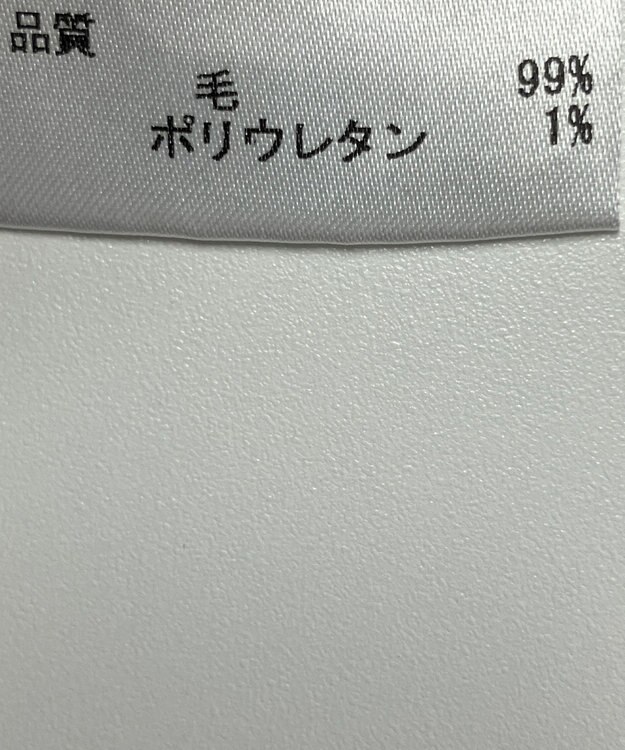 品質
毛 99%
ポリウレタン 1%